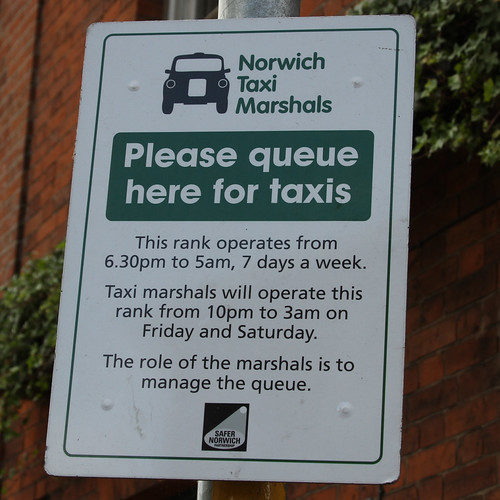 Norwich
Taxi
Marshals
Please queue
here for taxis
This rank operates from
6.30pm to 5am, 7 days a week.
Taxi marshals will operate this
rank from 10pm to 3am on
Friday and Saturday.
The role of the marshals is to
manage the queue.
SAFER
NORWICH
PARTNERSHIP